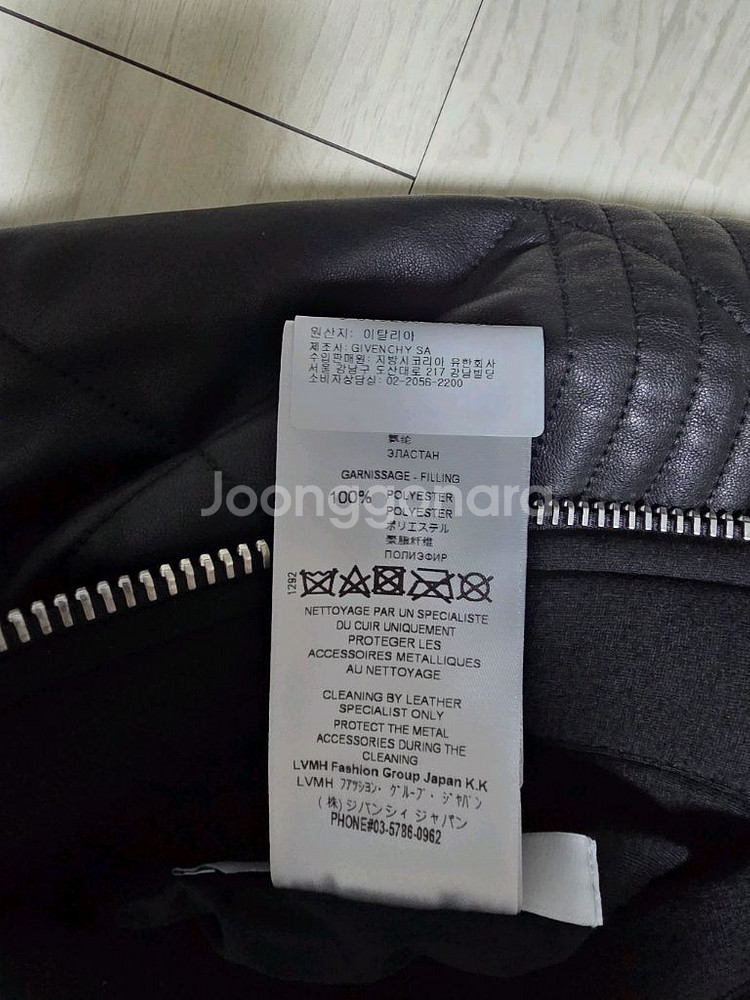 원산지: 이탈리아
제조사: GIVENCHY SA
수입판매원: 지방시코리아 유한회사
서울 강남구 도산대로 217 강남빌딩
소비자상담실: 02-2056-2200
氨纶
ЭЛАСТАН
GARNISSAGE - FILLING
100% POLYESTER
POLYESTER
ポリエステル
聚酯纤维
ПОЛИЭФИР
Joonggonara
1292
NETTOYAGE PAR UN SPECIALISTE
DU CUIR UNIQUEMENT
PROTEGER LES
ACCESSOIRES METALLIQUES
AU NETTOYAGE
CLEANING BY LEATHER
SPECIALIST ONLY
PROTECT THE METAL
ACCESSORIES DURING THE
CLEANING
LVMH Fashion Group Japan K.K
LVMH ファッション・グループ・ジャパン
(株)ジバンシィ ジャパン
PHONE#03-5786-0962